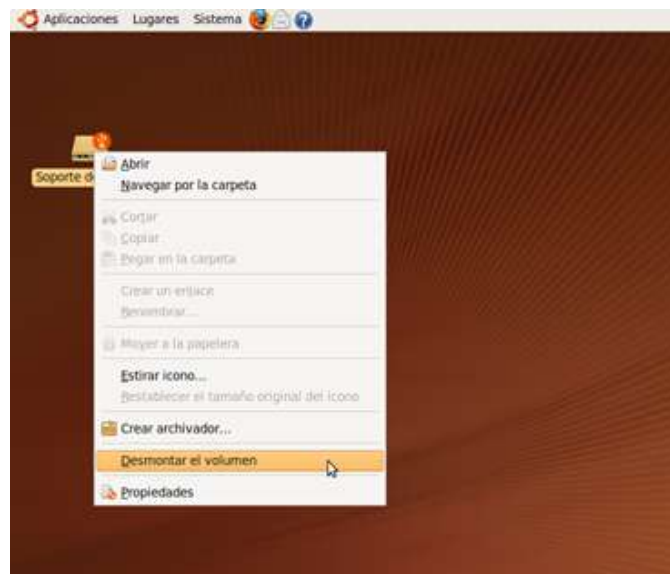 Aplicaciones Lugares Sistema
Abrir
Soporte d
Navegar por la carpeta
Cortar
Copiar
Pegar en la carpeta
Crear un enlace
Renombrar...
Mover a la papelera
Estirar icono...
Restablecer el tamaño original del icono
Crear archivador...
Desmontar el volumen
Propiedades